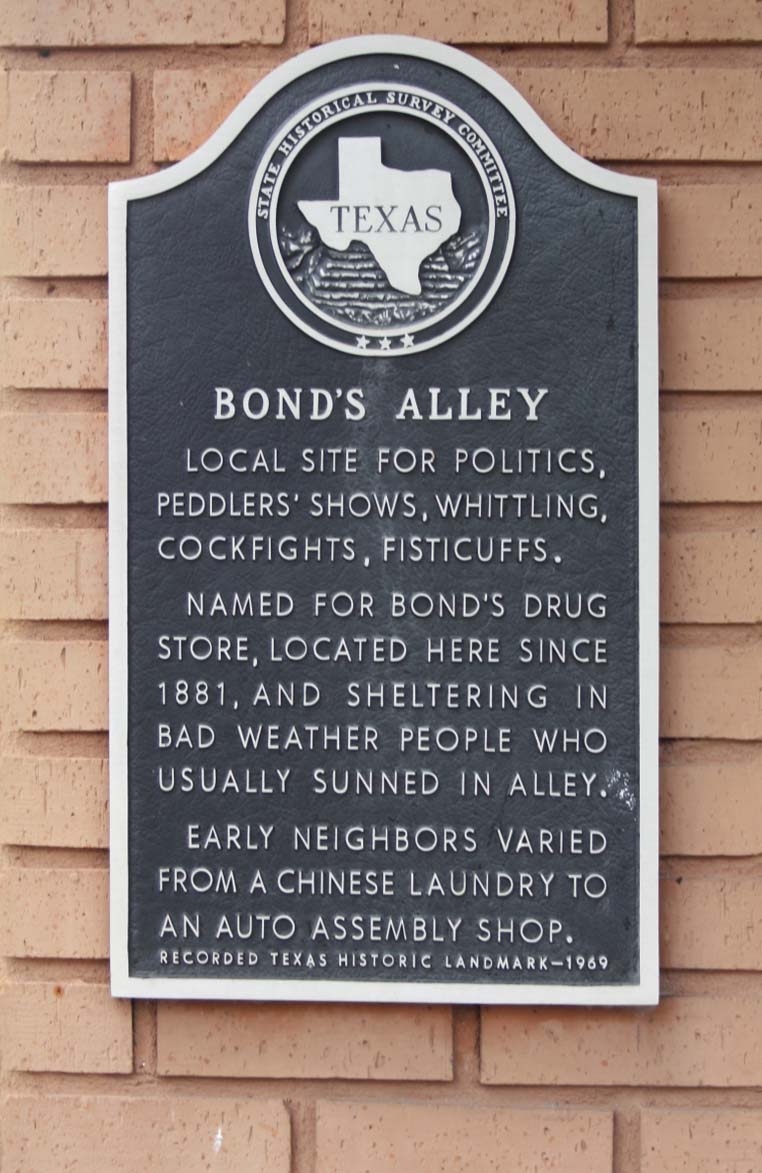 STATE HISTORICAL SURVEY COMMITTEE
TEXAS
BOND'S ALLEY
LOCAL SITE FOR POLITICS,
PEDDLERS' SHOWS, WHITTLING,
COCKFIGHTS, FISTICUFFS.
NAMED FOR BOND'S DRUG
STORE, LOCATED HERE SINCE
1881, AND SHELTERING IN
BAD WEATHER PEOPLE WHO
USUALLY SUNNED IN ALLEY.
EARLY NEIGHBORS VARIED
FROM A CHINESE LAUNDRY TO
AN AUTO ASSEMBLY SHOP.
RECORDED TEXAS HISTORIC LANDMARK—1969